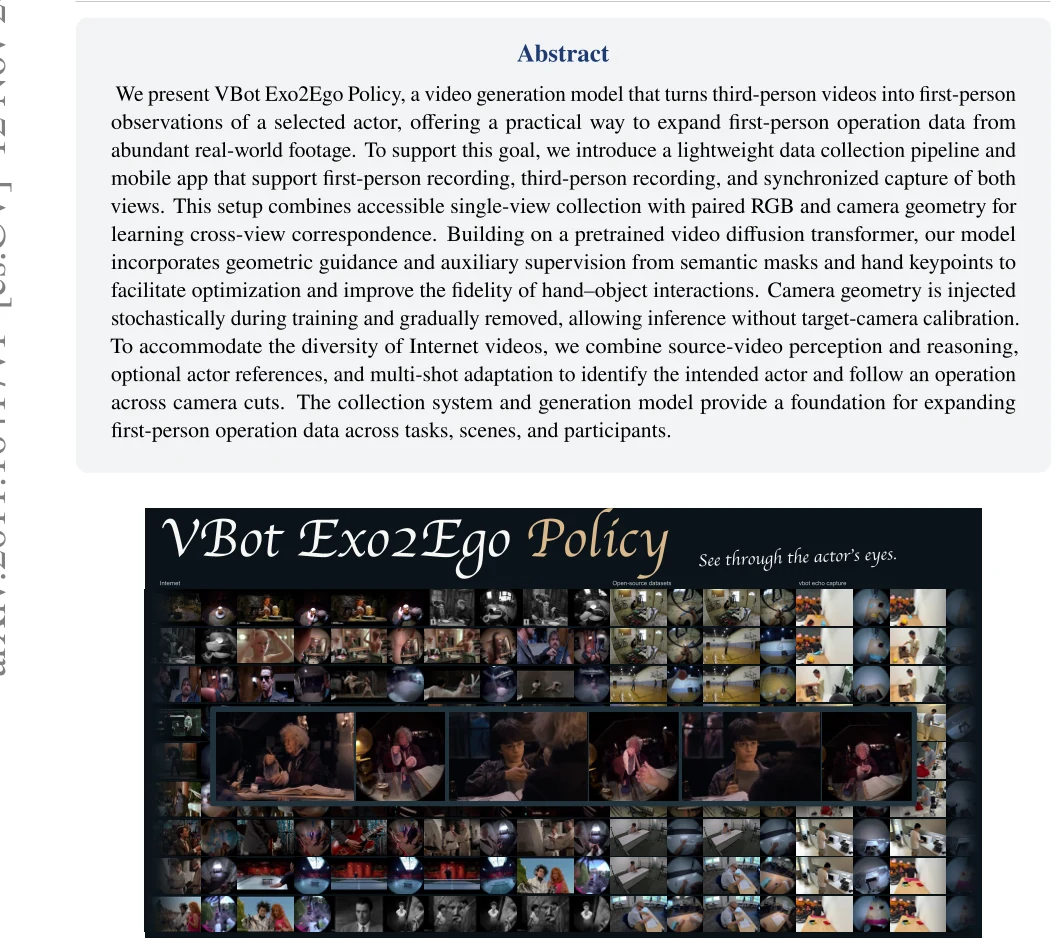 Abstract
We present VBot Exo2Ego Policy, a video generation model that turns third-person videos into first-person
observations of a selected actor, offering a practical way to expand first-person operation data from
abundant real-world footage. To support this goal, we introduce a lightweight data collection pipeline and
mobile app that support first-person recording, third-person recording, and synchronized capture of both
views. This setup combines accessible single-view collection with paired RGB and camera geometry for
learning cross-view correspondence. Building on a pretrained video diffusion transformer, our model
incorporates geometric guidance and auxiliary supervision from semantic masks and hand keypoints to
facilitate optimization and improve the fidelity of hand–object interactions. Camera geometry is injected
stochastically during training and gradually removed, allowing inference without target-camera calibration.
To accommodate the diversity of Internet videos, we combine source-video perception and reasoning,
optional actor references, and multi-shot adaptation to identify the intended actor and follow an operation
across camera cuts. The collection system and generation model provide a foundation for expanding
first-person operation data across tasks, scenes, and participants.
VBot Exo2Ego Policy
See through the actor's eyes.
Internet
Open-source datasets
vbot echo capture